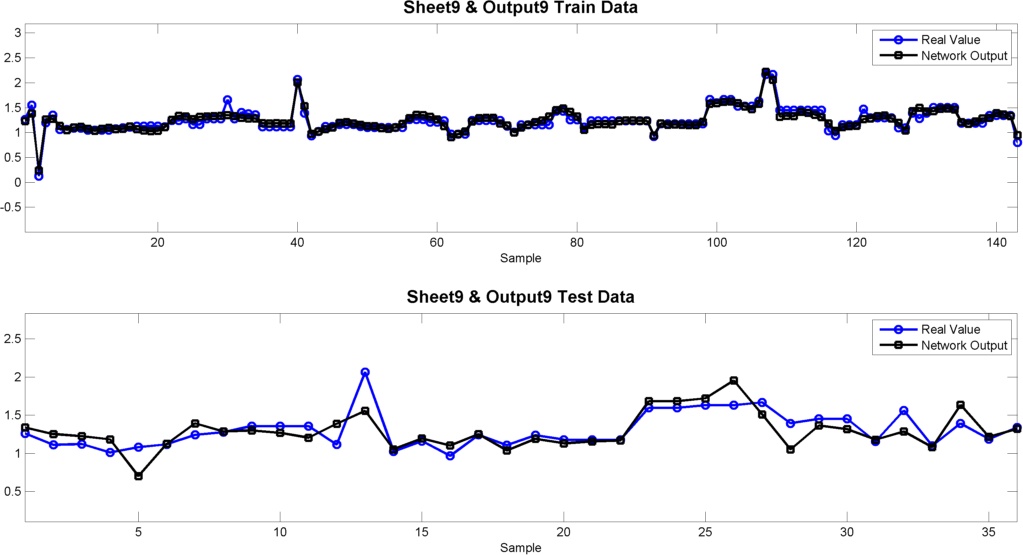 Sheet9 & Output9 Train Data
3
2.5
2
1.5
1
0.5
0
-0.5
Real Value
Network Output
20 40 60 80 100 120 140
Sample
Sheet9 & Output9 Test Data
2.5
2
1.5
1
0.5
Real Value
Network Output
5 10 15 20 25 30 35
Sample